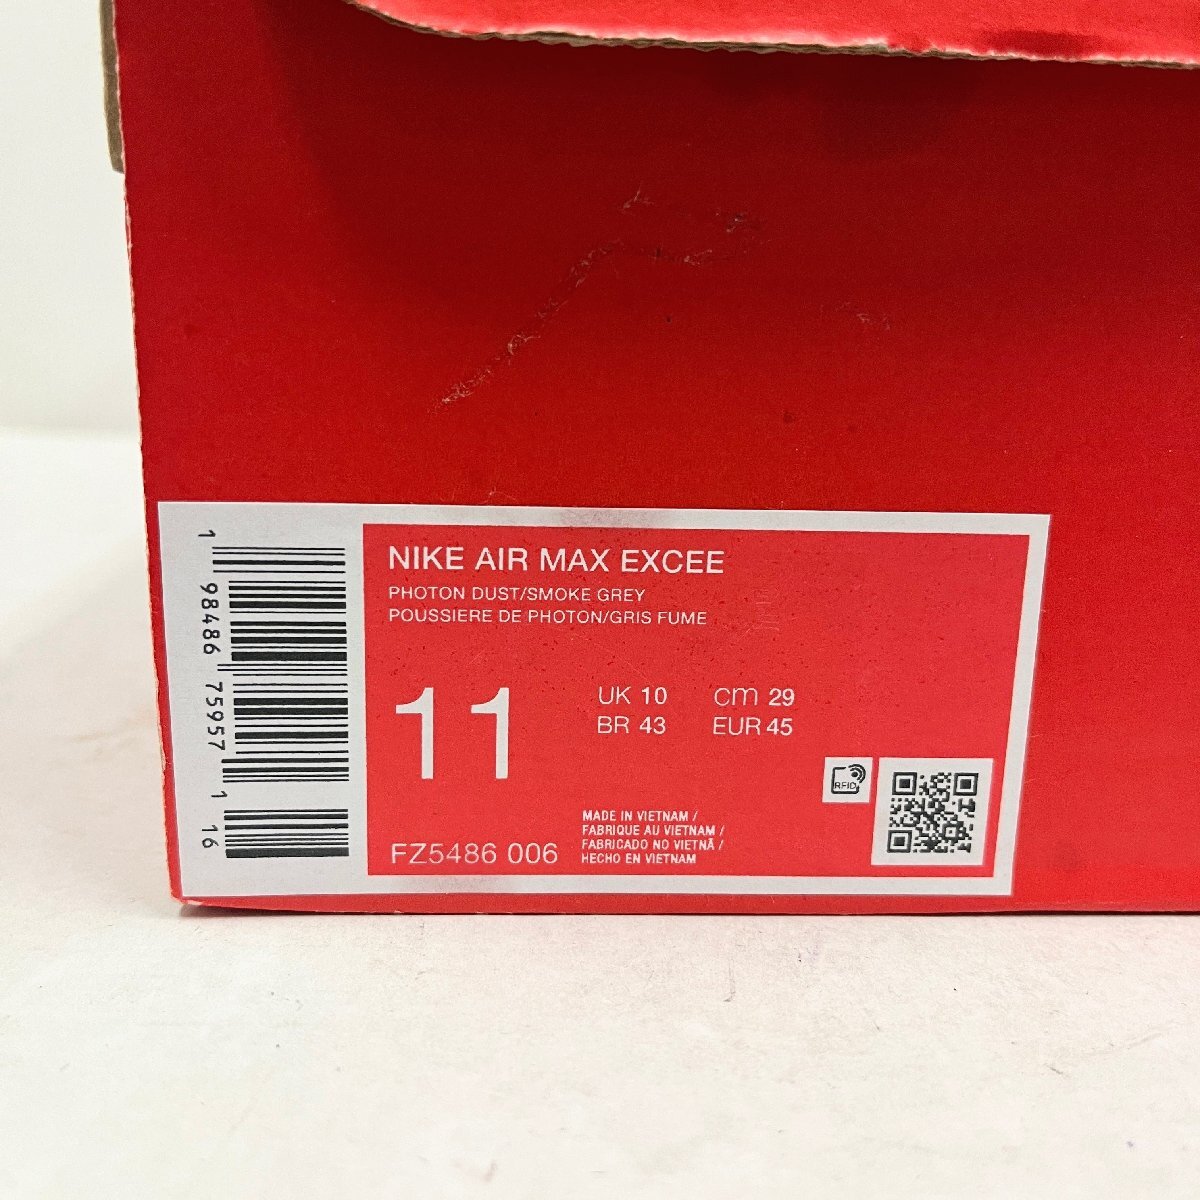 NIKE AIR MAX EXCEE
PHOTON DUST/SMOKE GREY
POUSSIERE DE PHOTON/GRIS FUME
11
UK 10 cm 29
BR 43 EUR 45
RFID
FZ5486 006
MADE IN VIETNAM /
FABRIQUE AU VIETNAM /
FABRICADO NO VIETNÃ /
HECHO EN VIETNAM
1 98486 75957 1 16